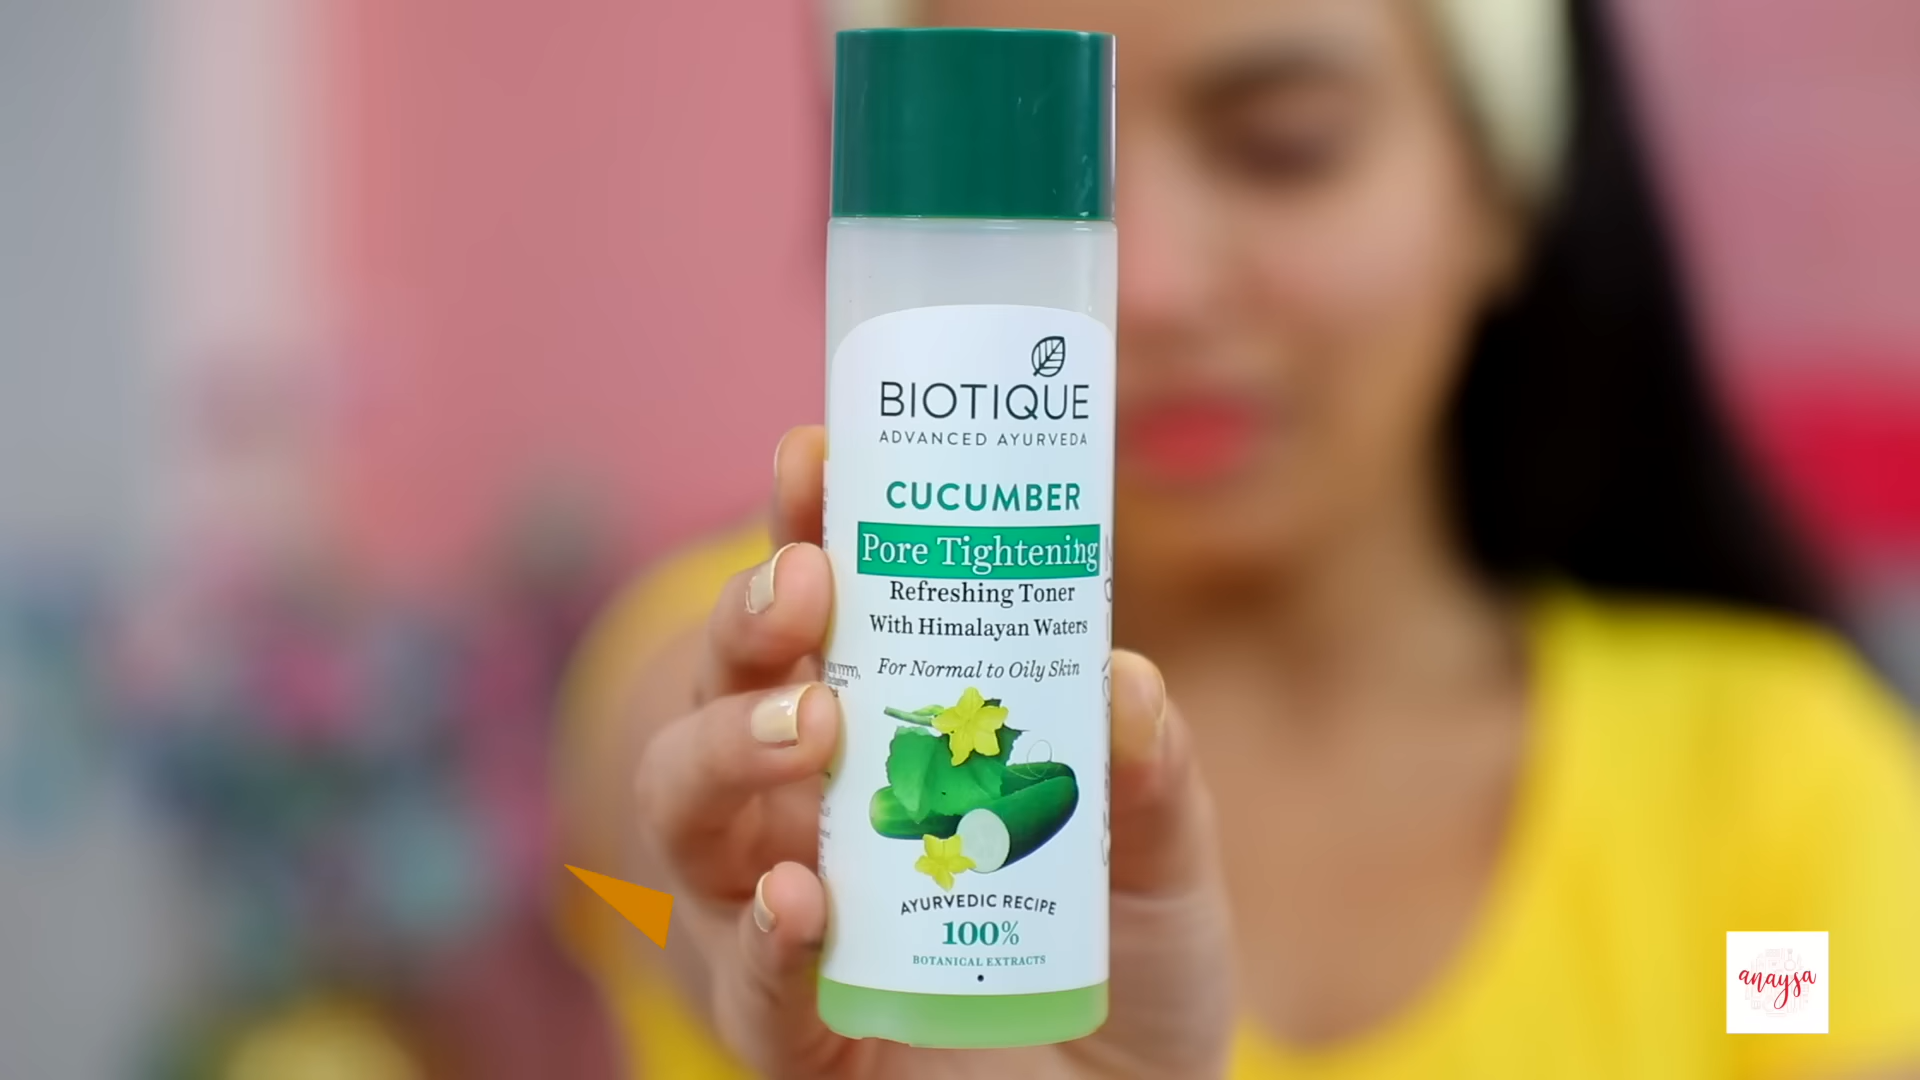 BIOTIQUE
ADVANCED AYURVEDA
CUCUMBER
Pore Tightening
Refreshing Toner
With Himalayan Waters
For Normal to Oily Skin
AYURVEDIC RECIPE
100%
BOTANICAL EXTRACTS
anaysa